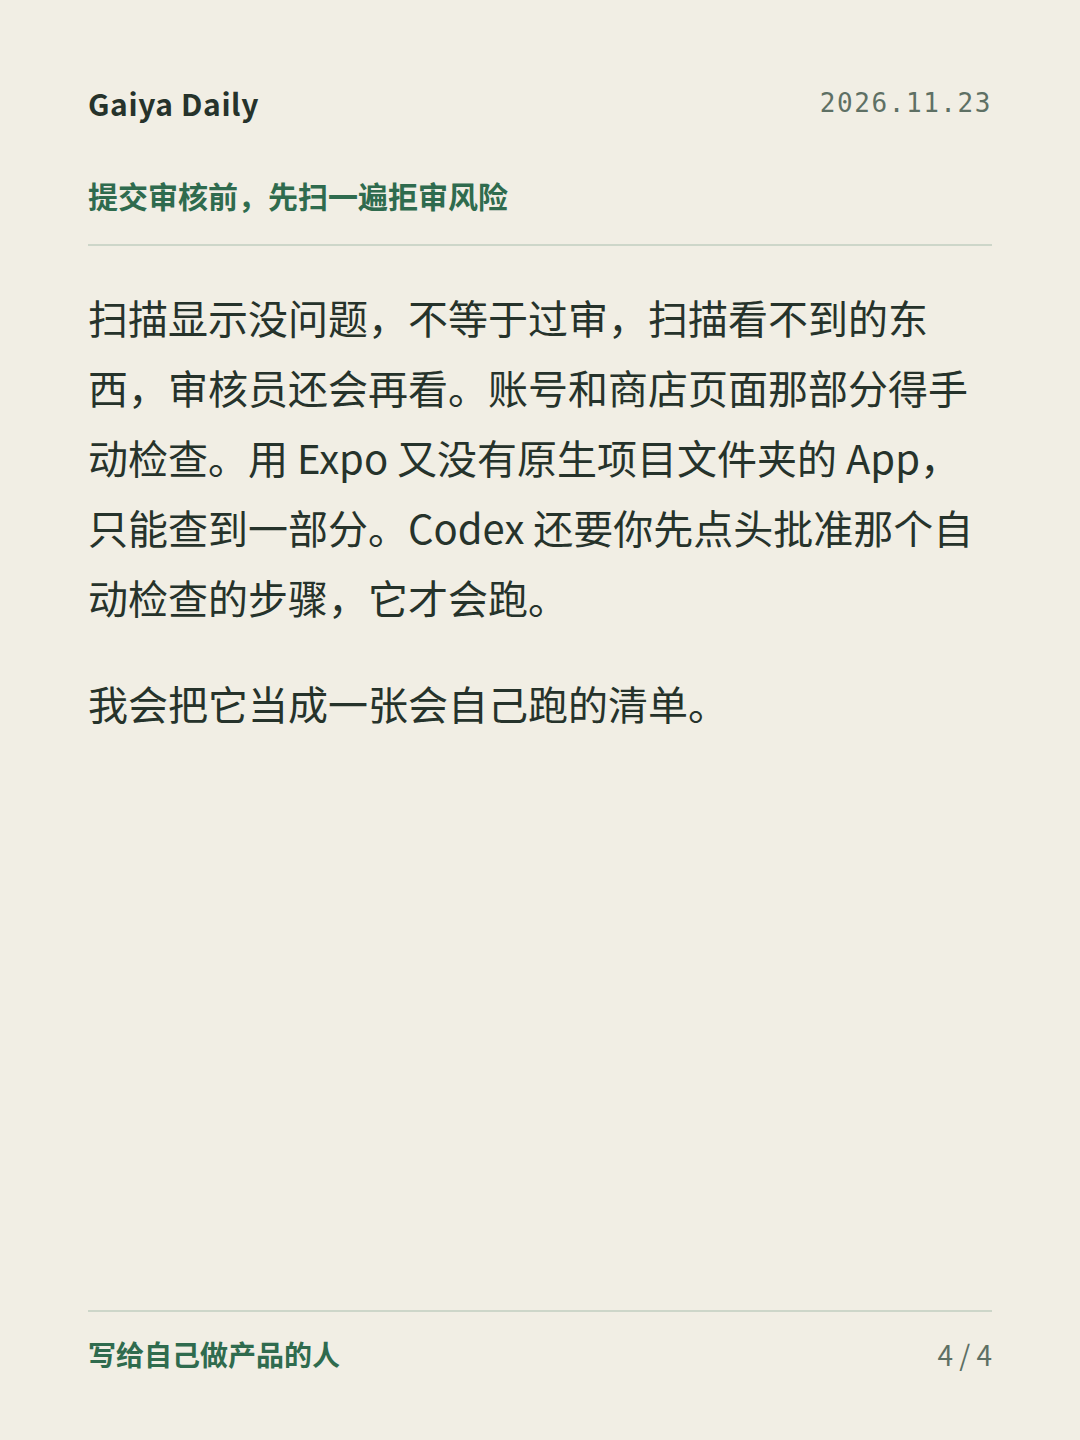 Gaiya Daily
2026.11.23
提交审核前，先扫一遍拒审风险
扫描显示没问题，不等于过审，扫描看不到的东
西，审核员还会再看。账号和商店页面那部分得手
动检查。用 Expo 又没有原生项目文件夹的 App，
只能查到一部分。Codex 还要你先点头批准那个自
动检查的步骤，它才会跑。
我会把它当成一张会自己跑的清单。
写给自己做产品的人
4 / 4